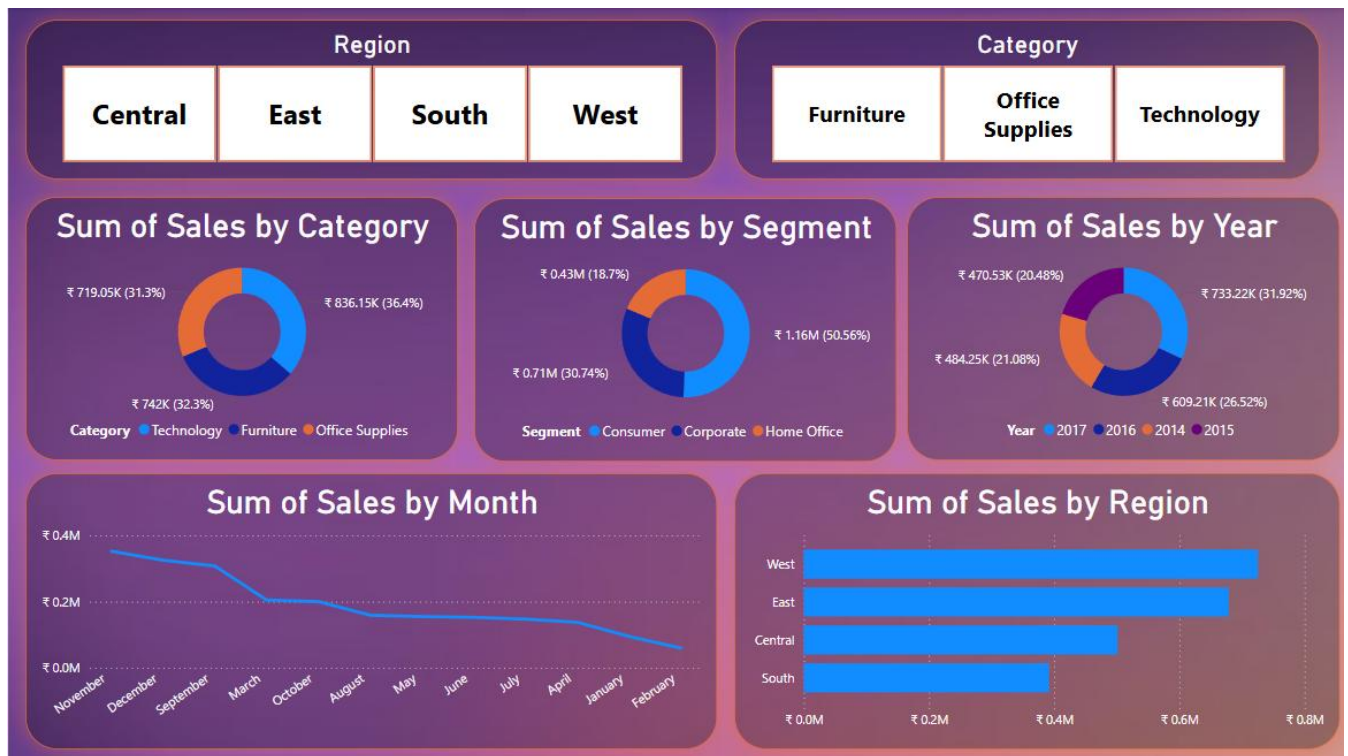 Region
Central
East
South
West
Category
Furniture
Office
Supplies
Technology
Sum of Sales by Category
₹ 719.05K (31.3%)
₹ 836.15K (36.4%)
₹ 742K (32.3%)
Category Technology Furniture Office Supplies
Sum of Sales by Segment
₹ 0.43M (18.7%)
₹ 1.16M (50.56%)
₹ 0.71M (30.74%)
Segment Consumer Corporate Home Office
Sum of Sales by Year
₹ 470.53K (20.48%)
₹ 733.22K (31.92%)
₹ 484.25K (21.08%)
₹ 609.21K (26.52%)
Year 2017 2016 2014 2015
Sum of Sales by Month
₹ 0.4M
₹ 0.2M
₹ 0.0M
November
December
September
March
October
August
May
June
July
April
January
February
Sum of Sales by Region
West
East
Central
South
₹ 0.0M
₹ 0.2M
₹ 0.4M
₹ 0.6M
₹ 0.8M